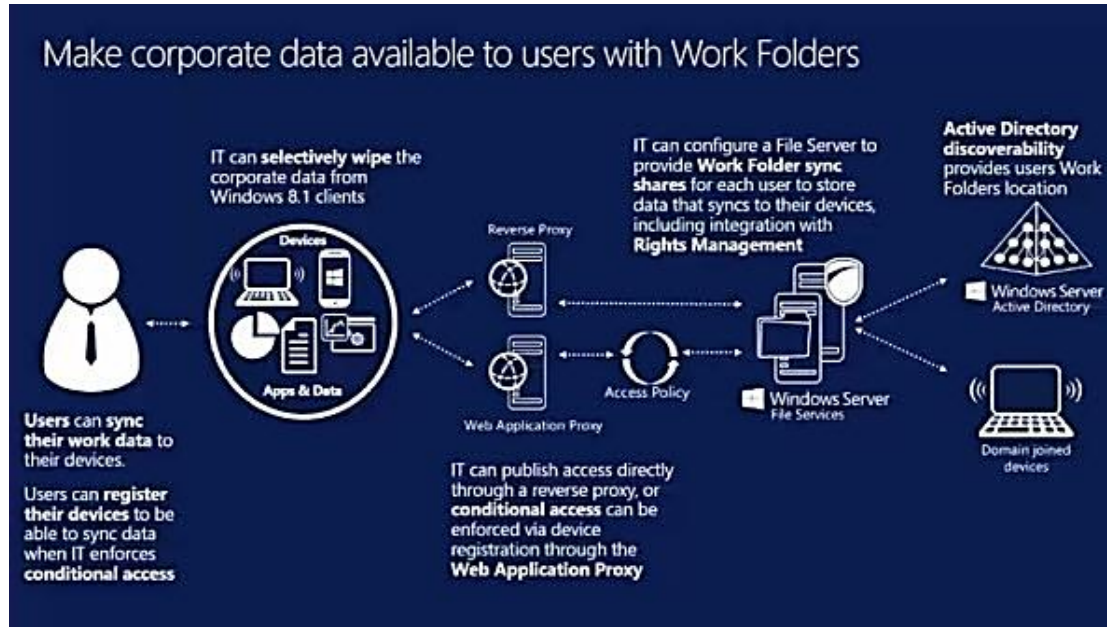 Make corporate data available to users with Work Folders
IT can selectively wipe the
corporate data from
Windows 8.1 clients
Devices
Apps & Data
Users can sync
their work data to
their devices.
Users can register
their devices to be
able to sync data
when IT enforces
conditional access
Reverse Proxy
Web Application Proxy
IT can publish access directly
through a reverse proxy, or
conditional access can be
enforced via device
registration through the
Web Application Proxy
Access Policy
IT can configure a File Server to
provide Work Folder sync
shares for each user to store
data that syncs to their devices,
including integration with
Rights Management
Windows Server
File Services
Active Directory
discoverability
provides users Work
Folders location
Windows Server
Active Directory
Domain joined
devices